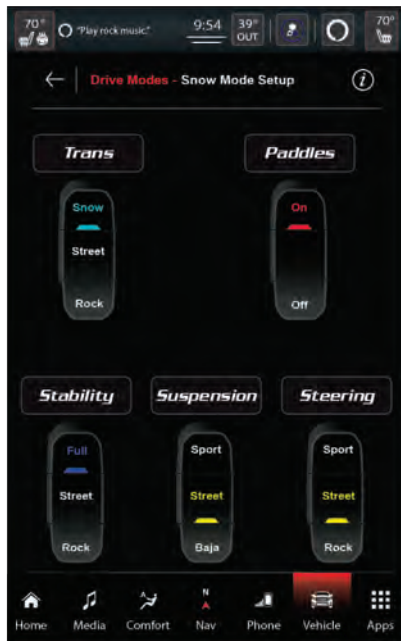 70° "Play rock music." 9:54 39° OUT 70°
Drive Modes - Snow Mode Setup i
Trans Paddles
Snow On
Street
Rock Off
Stability Suspension Steering
Full Sport Sport
Street Street Street
Rock Baja Rock
N
Home Media Comfort Nav Phone Vehicle Apps